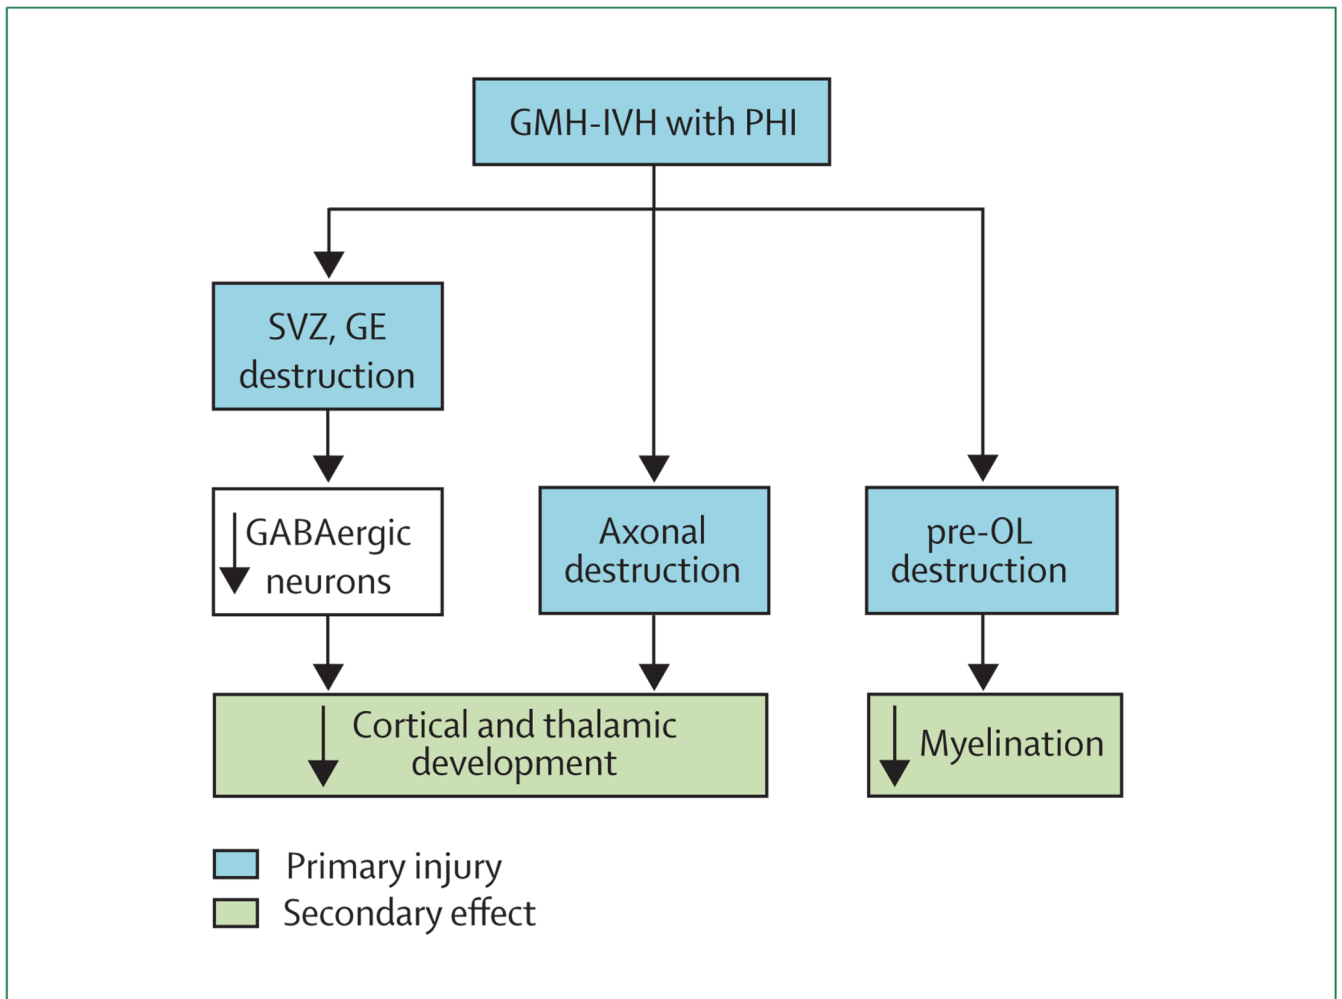 GMH-IVH with PHI
SVZ, GE
destruction
GABAergic
neurons
Axonal
destruction
pre-OL
destruction
Cortical and thalamic
development
Myelination
Primary injury
Secondary effect